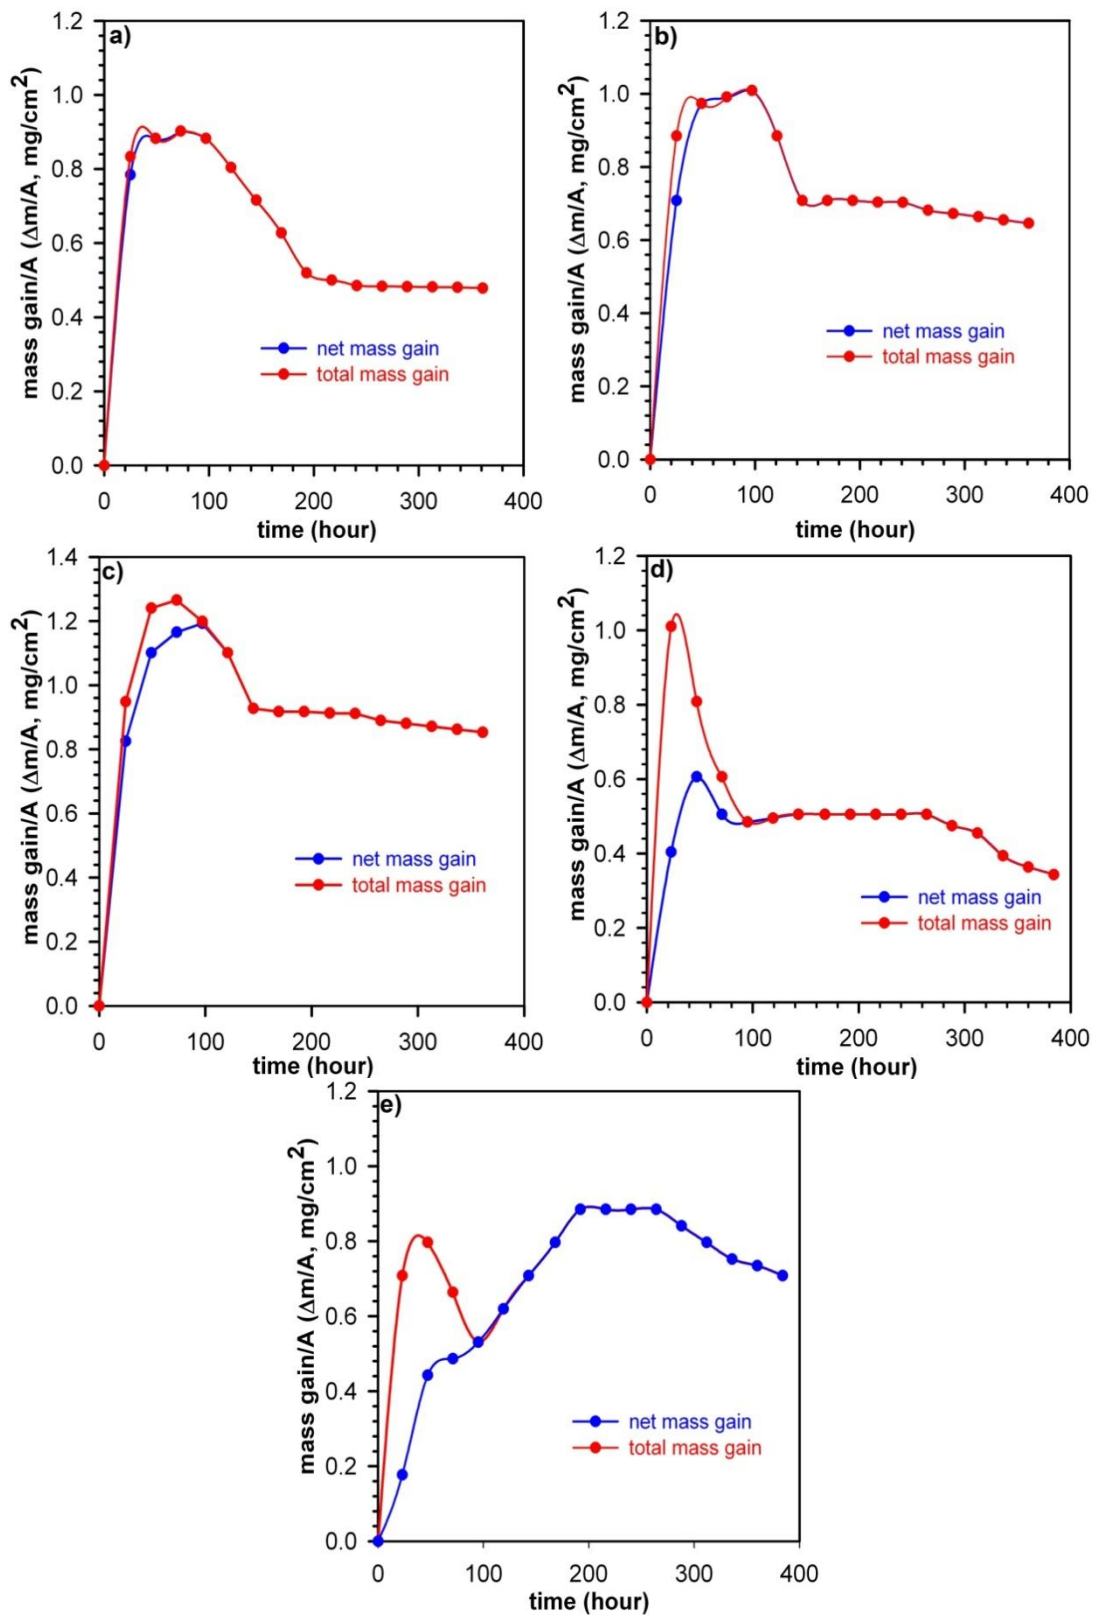 a)
mass gain/A (Δm/A, mg/cm²)
1.2
1.0
0.8
0.6
0.4
0.2
0.0
net mass gain
total mass gain
0 100 200 300 400
time (hour)
b)
mass gain/A (Δm/A, mg/cm²)
1.2
1.0
0.8
0.6
0.4
0.2
0.0
net mass gain
total mass gain
0 100 200 300 400
time (hour)
c)
mass gain/A (Δm/A, mg/cm²)
1.4
1.2
1.0
0.8
0.6
0.4
0.2
0.0
net mass gain
total mass gain
0 100 200 300 400
time (hour)
d)
mass gain/A (Δm/A, mg/cm²)
1.2
1.0
0.8
0.6
0.4
0.2
0.0
net mass gain
total mass gain
0 100 200 300 400
time (hour)
e)
mass gain/A (Δm/A, mg/cm²)
1.2
1.0
0.8
0.6
0.4
0.2
0.0
net mass gain
total mass gain
0 100 200 300 400
time (hour)